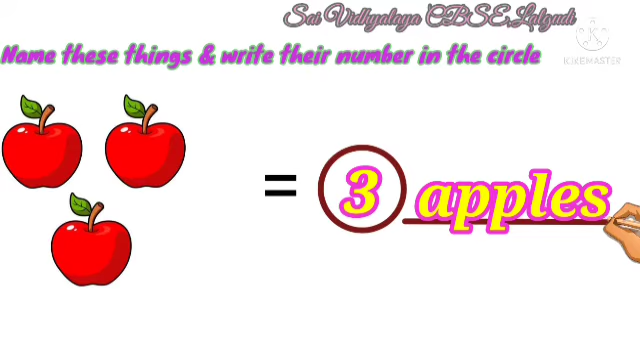 Sai Vidhyalaya CBSE, Lalgudi
Name these things & write their number in the circle
K
KINEMASTER
=
3 apples